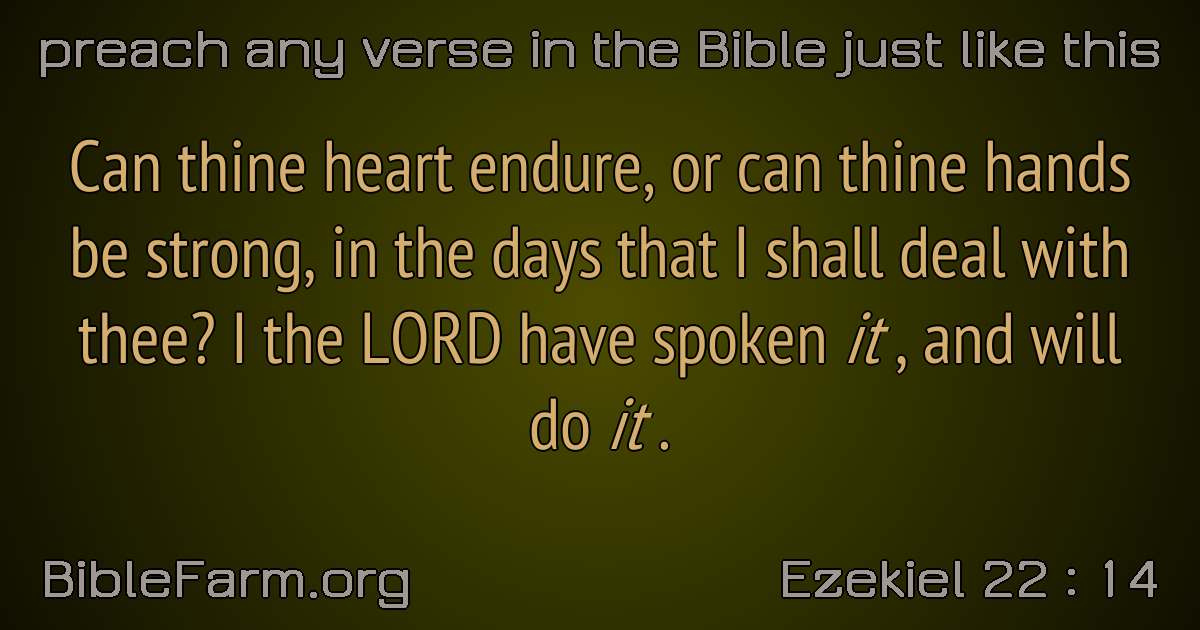 preach any verse in the Bible just like this
Can thine heart endure, or can thine hands
be strong, in the days that I shall deal with
thee? I the LORD have spoken it , and will
do it .
BibleFarm.org
Ezekiel 22 : 14